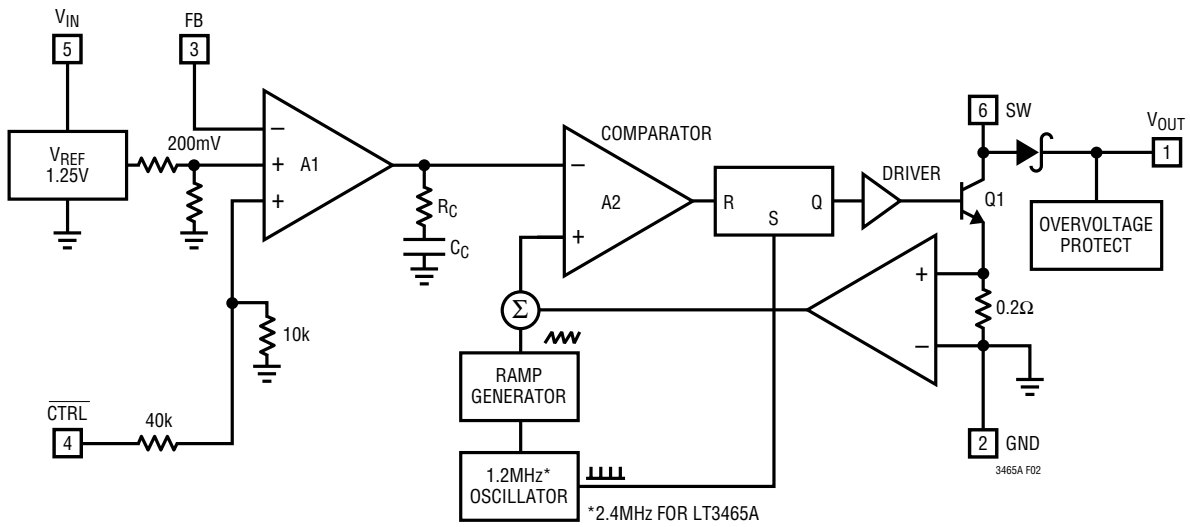 VIN
5
FB
3
VREF
1.25V
200mV
−
+
+
A1
RC
CC
10k
CTRL
4
40k
COMPARATOR
−
+
A2
Σ
RAMP
GENERATOR
1.2MHz*
OSCILLATOR
*2.4MHz FOR LT3465A
R
S
Q
DRIVER
Q1
6
SW
VOUT
1
OVERVOLTAGE
PROTECT
+
−
0.2Ω
2
GND
3465A F02